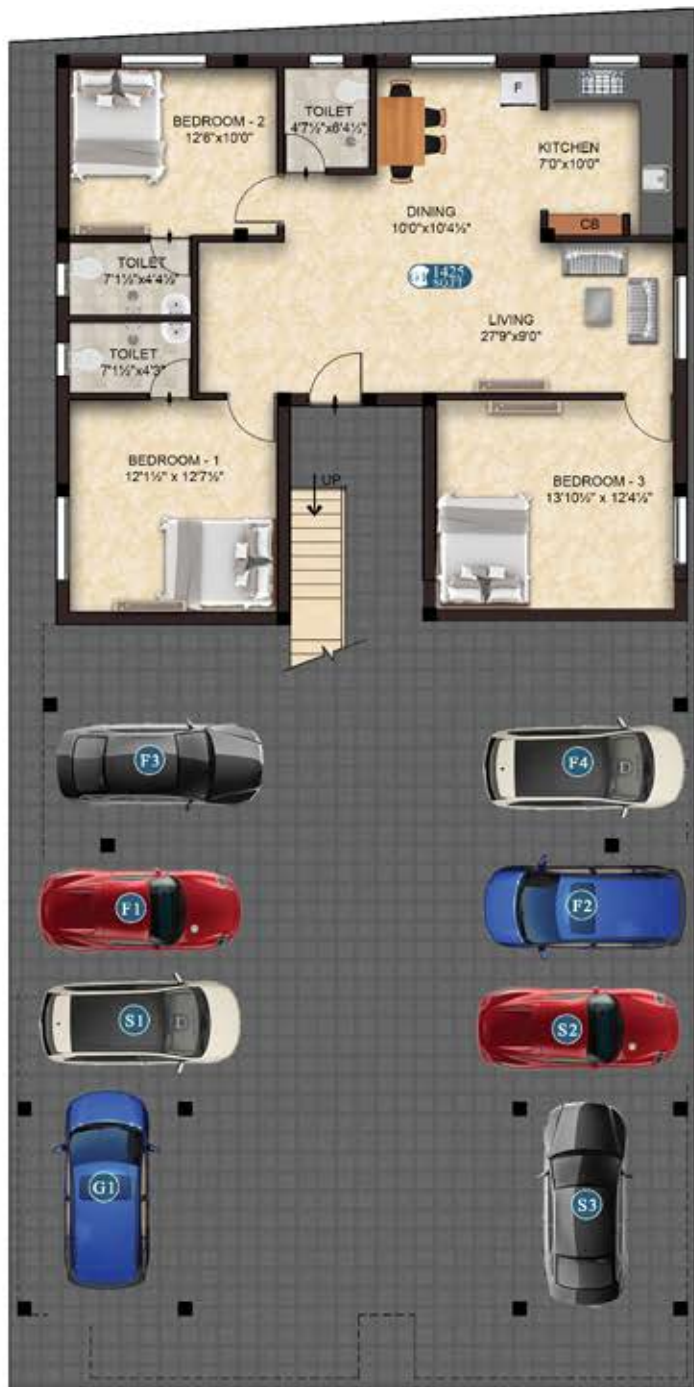 BEDROOM - 2
12'6"x10'0"
TOILET
4'7½"x6'4½"
F
KITCHEN
7'0"x10'0"
DINING
10'0"x10'4½"
CB
TOILET
7'1½"x4'4½"
1425
SQ.FT
LIVING
27'9"x9'0"
TOILET
7'1½"x4'3"
BEDROOM - 1
12'1½" x 12'7½"
UP
BEDROOM - 3
13'10½" x 12'4½"
F3
F4
F1
F2
S1
S2
G1
S3